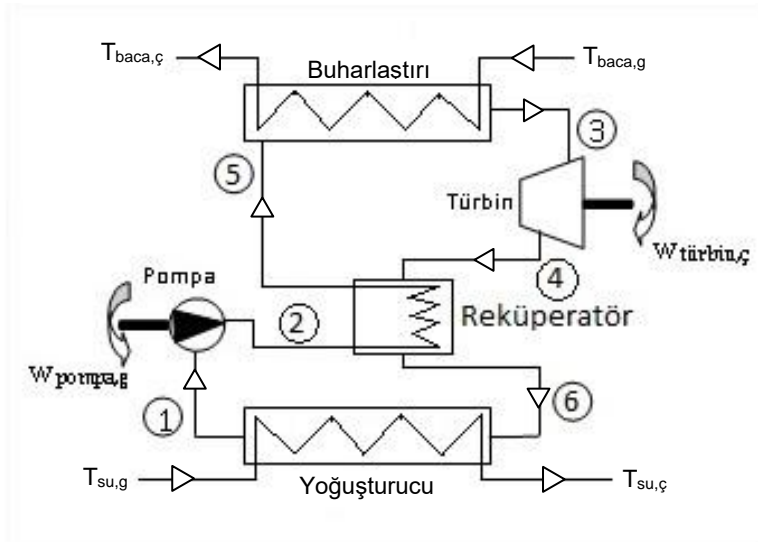 Tbaca,ç
Buharlaştırı
Tbaca,g
3
5
Türbin
Wtürbin,ç
Pompa
4
2
Reküperatör
Wpompa,g
1
6
Tsu,g
Yoğuşturucu
Tsu,ç